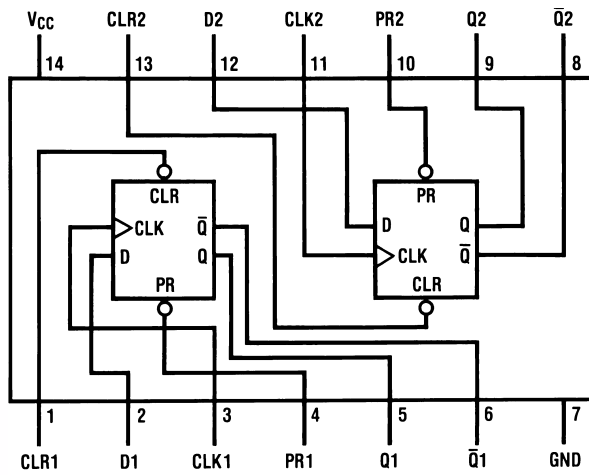 VCC CLR2 D2 CLK2 PR2 Q2 Q̅2
14 13 12 11 10 9 8
CLR PR
CLK Q̅ D Q
D Q CLK Q̅
PR CLR
1 2 3 4 5 6 7
CLR1 D1 CLK1 PR1 Q1 Q̅1 GND